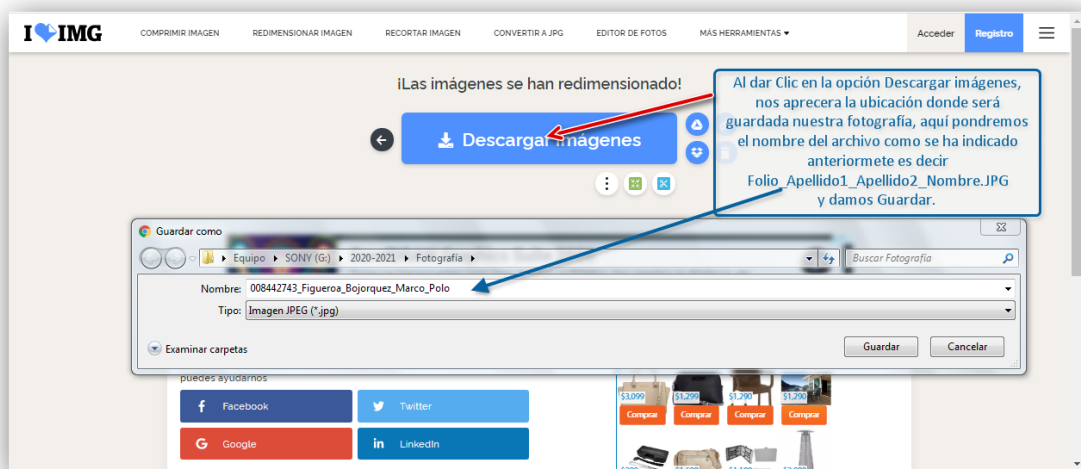 I IMG
COMPRIMIR IMAGEN REDIMENSIONAR IMAGEN RECORTAR IMAGEN CONVERTIR A JPG EDITOR DE FOTOS MÁS HERRAMIENTAS Acceder Registro
¡Las imágenes se han redimensionado!
Descargar imágenes
Al dar Clic en la opción Descargar imágenes,
nos aprecera la ubicación donde será
guardada nuestra fotografía, aquí pondremos
el nombre del archivo como se ha indicado
anteriormete es decir
Folio_Apellido1_Apellido2_Nombre.JPG
y damos Guardar.
Guardar como
Equipo SONY (G:) 2020-2021 Fotografía Buscar Fotografía
Nombre: 008442743_Figueroa_Bojorquez_Marco_Polo
Tipo: Imagen JPEG (*.jpg)
Examinar carpetas Guardar Cancelar
puedes ayudarnos
Facebook Twitter
Google LinkedIn
$3,099 $1,290 $1,290 $1,290
Comprar Comprar Comprar Comprar